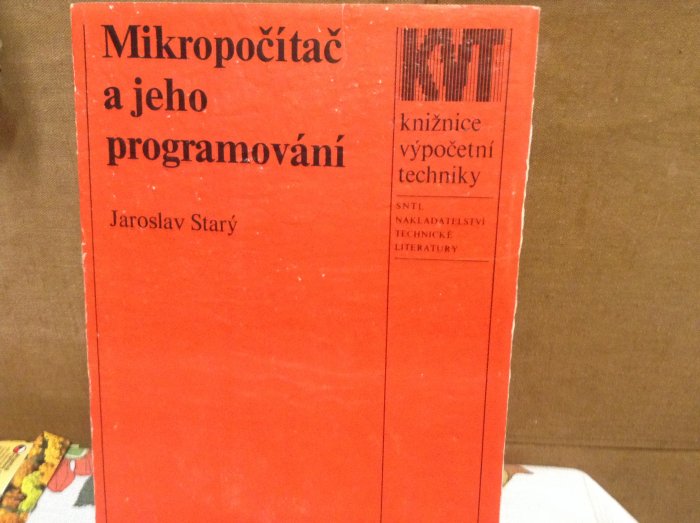 Mikropočítač
a jeho
programování
Jaroslav Starý
KVT
knižnice
výpočetní
techniky
SNTL
NAKLADATELSTVÍ
TECHNICKÉ
LITERATURY